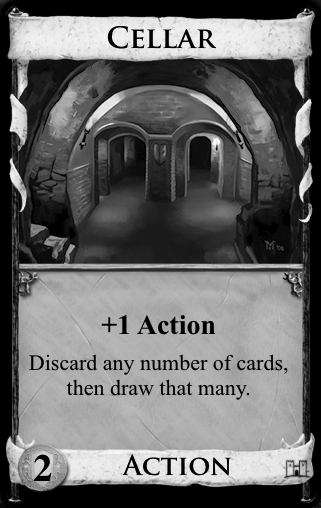 CELLAR
+1 Action
Discard any number of cards,
then draw that many.
2 ACTION